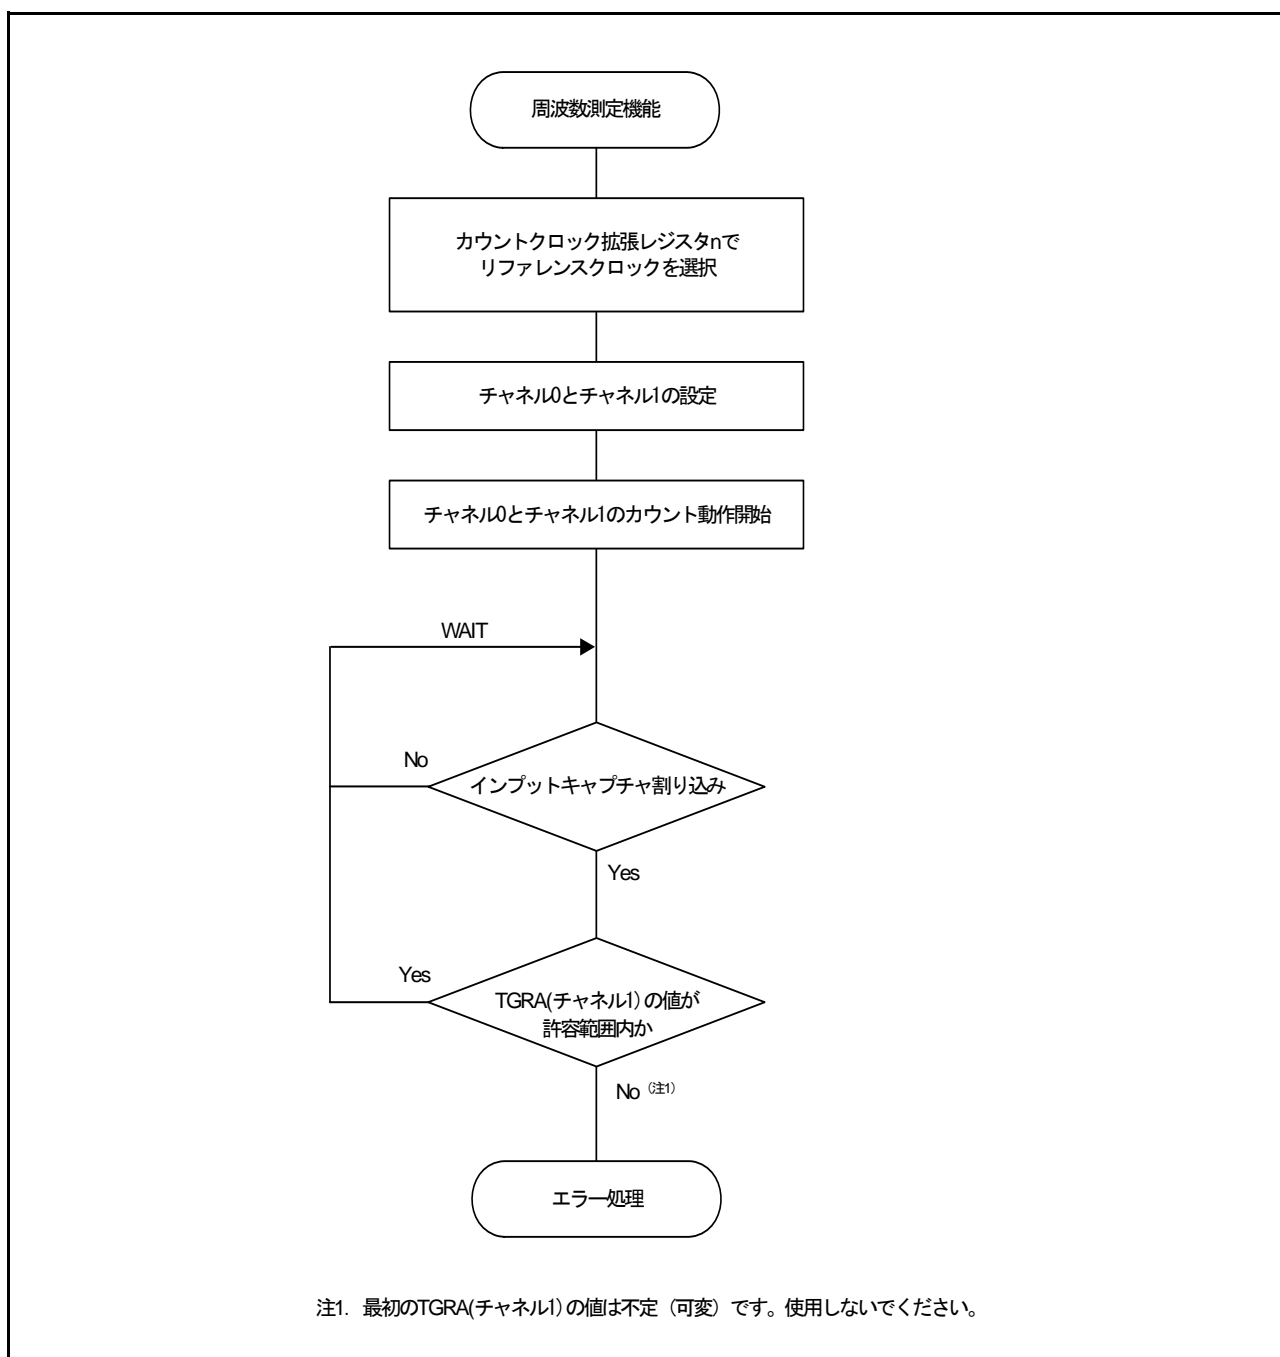 周波数測定機能
カウントクロック拡張レジスタnで
リファレンスクロックを選択
チャネル0とチャネル1の設定
チャネル0とチャネル1のカウント動作開始
WAIT
No
インプットキャプチャ割り込み
Yes
Yes
TGRA(チャネル1)の値が
許容範囲内か
No (注1)
エラー処理
注1. 最初のTGRA(チャネル1)の値は不定（可変）です。使用しないでください。